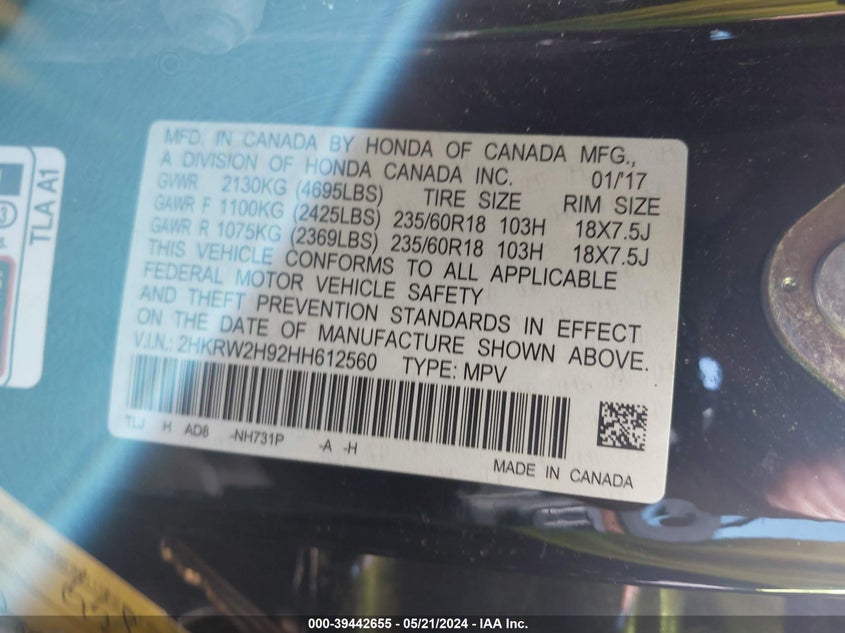 MFD. IN CANADA BY HONDA OF CANADA MFG.,
A DIVISION OF HONDA CANADA INC. 01/'17
GVWR 2130KG (4695LBS) TIRE SIZE RIM SIZE
GAWR F 1100KG (2425LBS) 235/60R18 103H 18X7.5J
GAWR R 1075KG (2369LBS) 235/60R18 103H 18X7.5J
THIS VEHICLE CONFORMS TO ALL APPLICABLE
FEDERAL MOTOR VEHICLE SAFETY
AND THEFT PREVENTION STANDARDS IN EFFECT
ON THE DATE OF MANUFACTURE SHOWN ABOVE.
V.I.N.: 2HKRW2H92HH612560 TYPE: MPV
TLJ H AD8 -NH731P -A -H
MADE IN CANADA
TLA A1
000-39442655 - 05/21/2024 - IAA Inc.